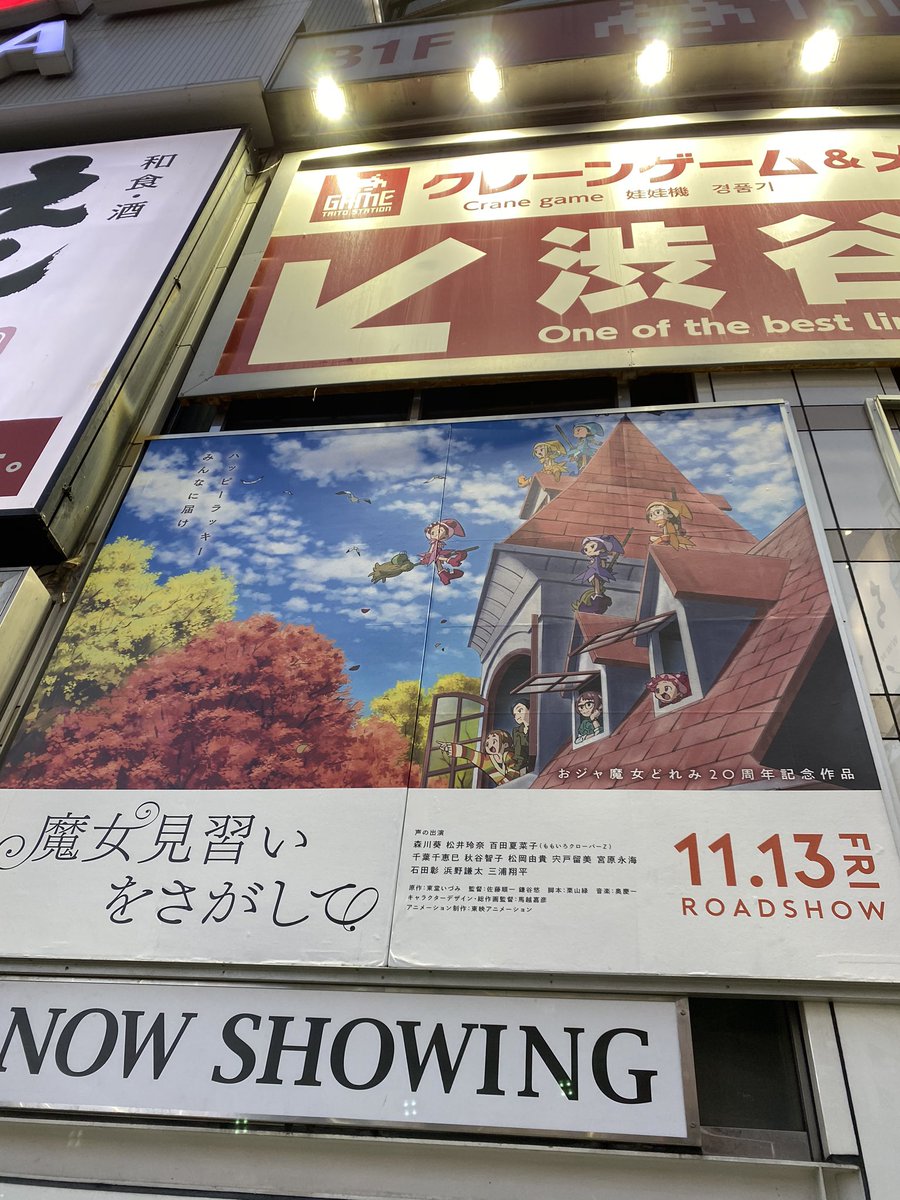 B1F
和食・酒
GAME
TAITO STATION
クレーンゲーム&メ
Crane game 娃娃機 경품기
渋谷
One of the best lin
ハッピーラッキー
みんなに届け
おジャ魔女どれみ20周年記念作品
魔女見習い
をさがして
声の出演
森川葵 松井玲奈 百田夏菜子(ももいろクローバーZ)
千葉千恵巳 秋谷智子 松岡由貴 宍戸留美 宮原永海
石田彰 浜野謙太 三浦翔平
原作:東堂いづみ 監督:佐藤順一 鎌谷悠 脚本:栗山緑 音楽:奥慶一
キャラクターデザイン・総作画監督:馬越嘉彦
アニメーション制作:東映アニメーション
11.13 FRI
ROADSHOW
NOW SHOWING